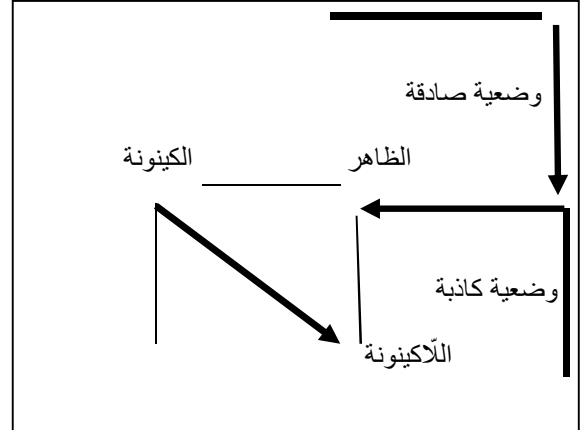 وضعية صادقة
الظاهر
الكينونة
وضعية كاذبة
اللّاكينونة